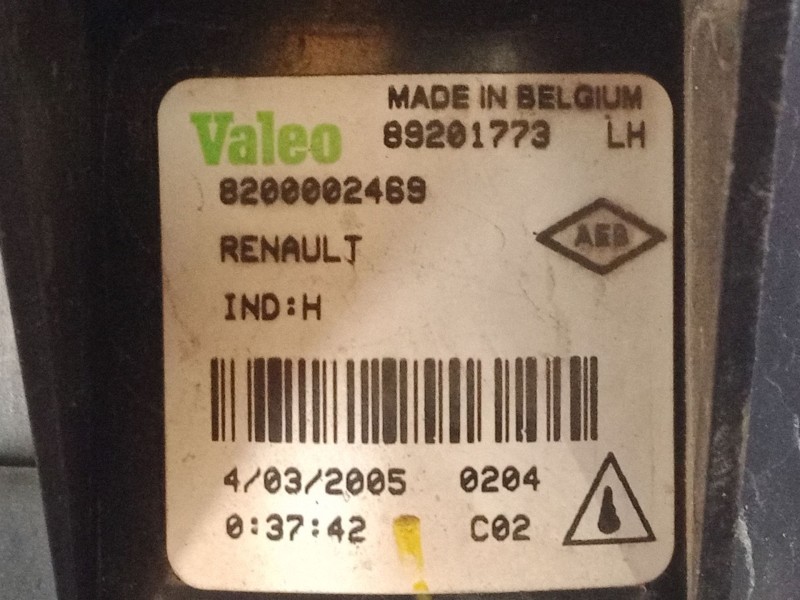 MADE IN BELGIUM
Valeo 89201773 LH
8200002469
AEB
RENAULT
IND:H
4/03/2005 0204
0:37:42 C02